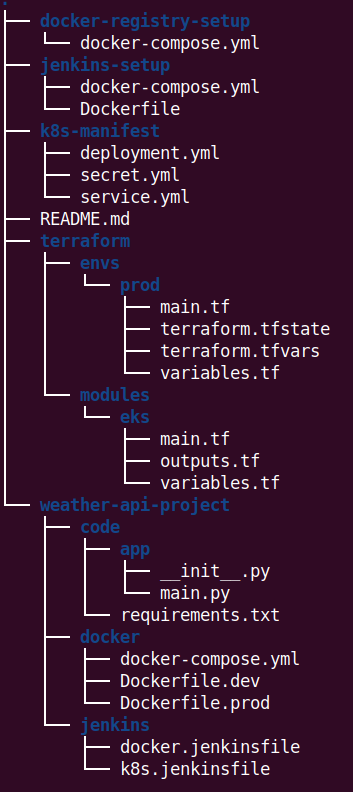 .
├── docker-registry-setup
│   └── docker-compose.yml
├── jenkins-setup
│   ├── docker-compose.yml
│   └── Dockerfile
├── k8s-manifest
│   ├── deployment.yml
│   ├── secret.yml
│   └── service.yml
├── README.md
├── terraform
│   ├── envs
│   │   └── prod
│   │       ├── main.tf
│   │       ├── terraform.tfstate
│   │       ├── terraform.tfvars
│   │       └── variables.tf
│   └── modules
│       └── eks
│           ├── main.tf
│           ├── outputs.tf
│           └── variables.tf
└── weather-api-project
    ├── code
    │   ├── app
    │   │   ├── __init__.py
    │   │   └── main.py
    │   └── requirements.txt
    ├── docker
    │   ├── docker-compose.yml
    │   ├── Dockerfile.dev
    │   └── Dockerfile.prod
    └── jenkins
        ├── docker.jenkinsfile
        └── k8s.jenkinsfile